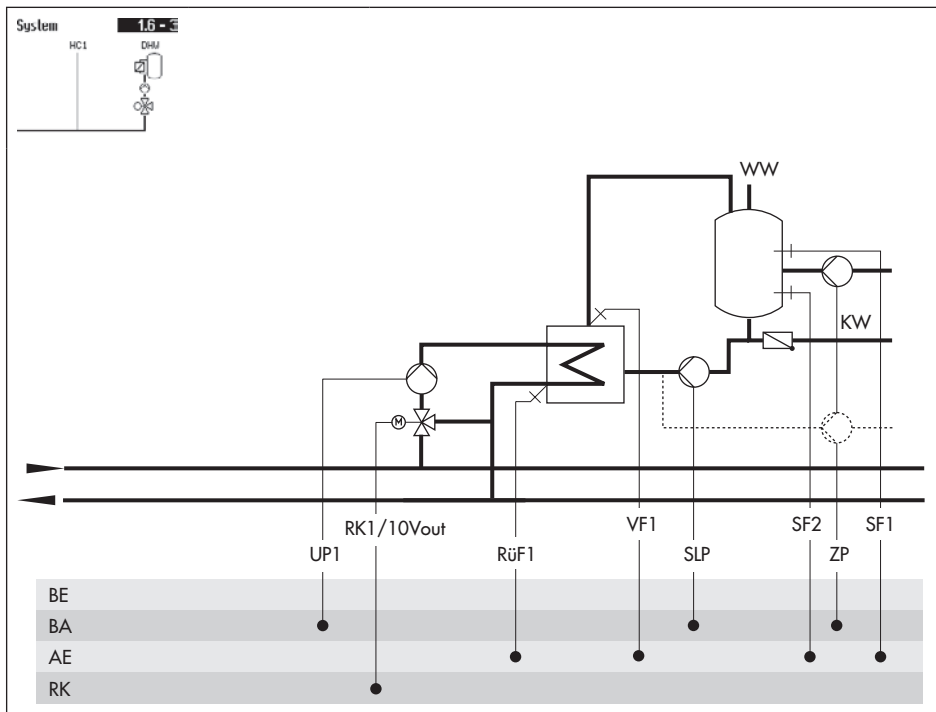 System 1.6 - 3
HC1 DHW
WW
KW
M
RK1/10Vout VF1 SF2 SF1
UP1 RüF1 SLP ZP
BE
BA
AE
RK